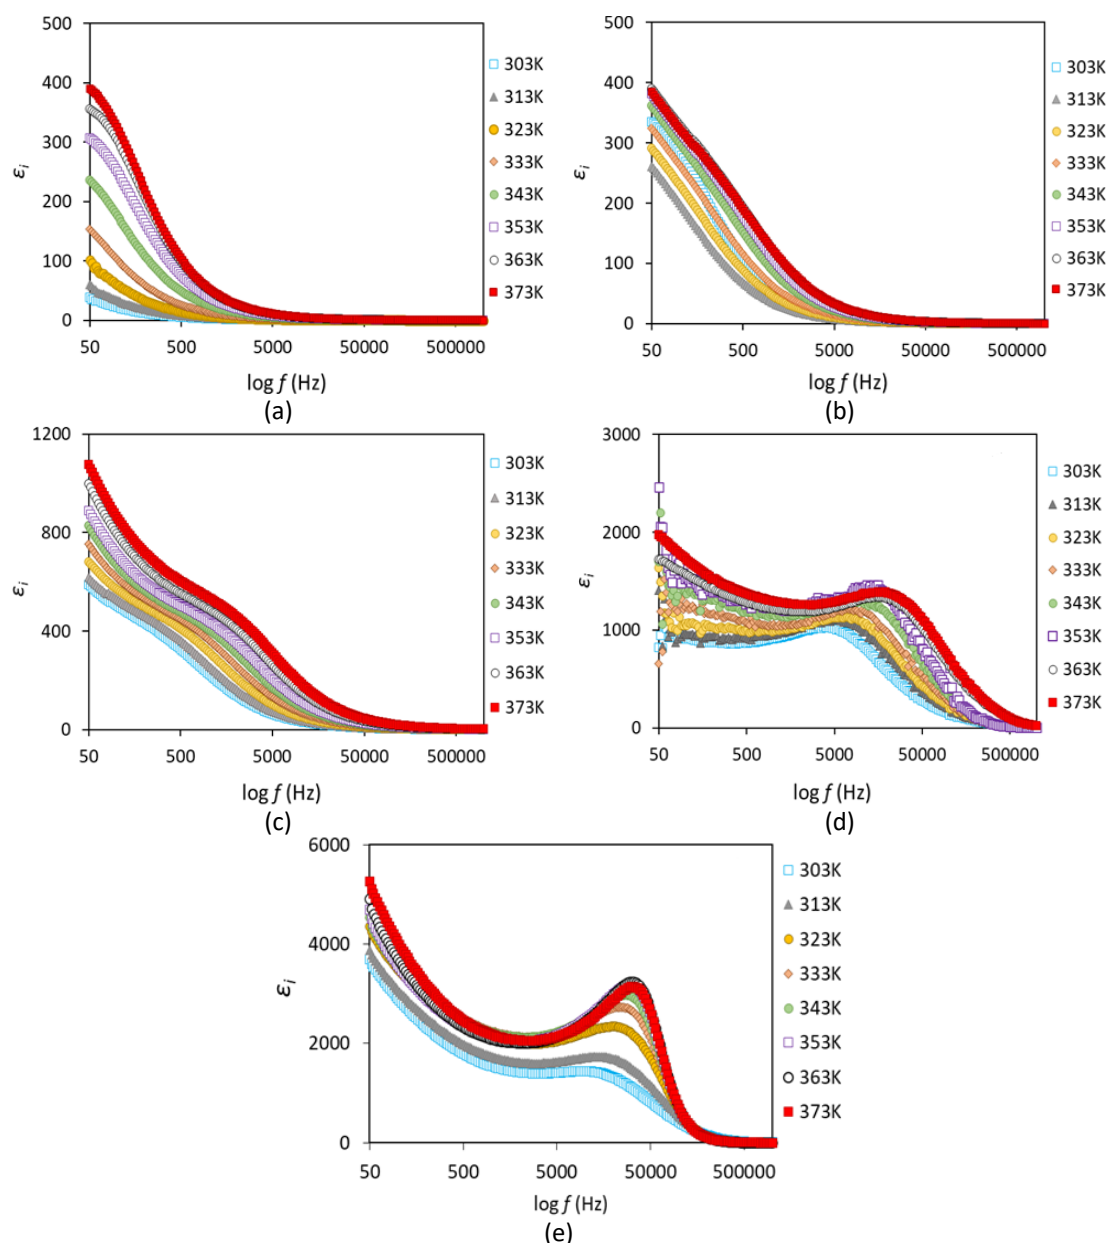 500
400
300
200
100
0
εi
50 500 5000 50000 500000
log f (Hz)
303K
313K
323K
333K
343K
353K
363K
373K
(a)
500
400
300
200
100
0
εi
50 500 5000 50000 500000
log f (Hz)
303K
313K
323K
333K
343K
353K
363K
373K
(b)
1200
800
400
0
εi
50 500 5000 50000 500000
log f (Hz)
303K
313K
323K
333K
343K
353K
363K
373K
(c)
3000
2000
1000
0
εi
50 500 5000 50000 500000
log f (Hz)
303K
313K
323K
333K
343K
353K
363K
373K
(d)
6000
4000
2000
0
εi
50 500 5000 50000 500000
log f (Hz)
303K
313K
323K
333K
343K
353K
363K
373K
(e)